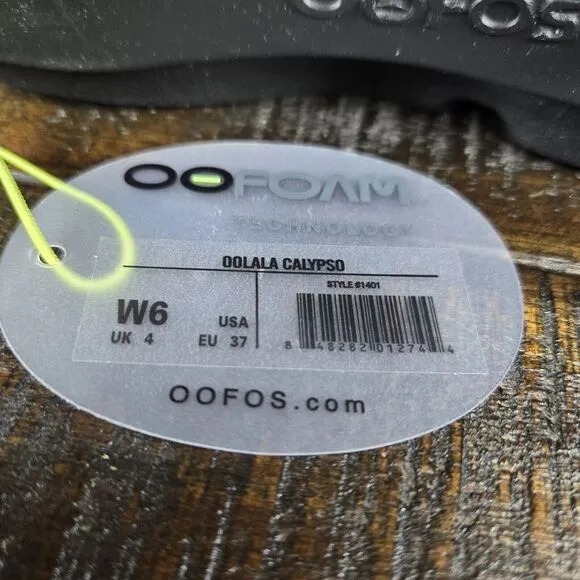 OOFOS
OOFOAM
TECHNOLOGY
OOLALA CALYPSO
STYLE #1401
W6 USA
UK 4 EU 37
8 48282 01274 4
OOFOS.com